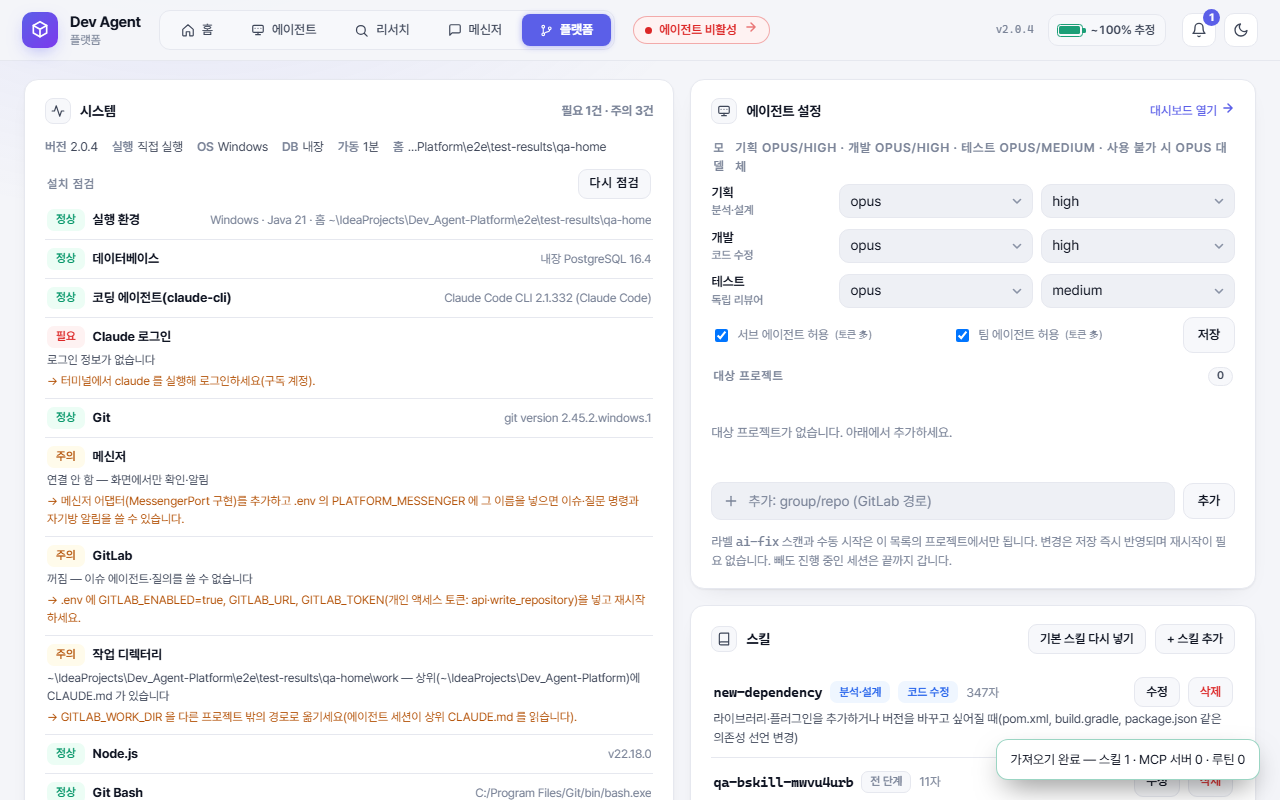 Dev Agent
플랫폼
홈
에이전트
리서치
메신저
플랫폼
에이전트 비활성
v2.0.4
~100% 추정
1
시스템
필요 1건 · 주의 3건
버전 2.0.4 실행 직접 실행 OS Windows DB 내장 가동 1분 홈 ...Platform\e2e\test-results\qa-home
설치 점검
다시 점검
정상 실행 환경 Windows · Java 21 · 홈 ~\IdeaProjects\Dev_Agent-Platform\e2e\test-results\qa-home
정상 데이터베이스 내장 PostgreSQL 16.4
정상 코딩 에이전트(claude-cli) Claude Code CLI 2.1.332 (Claude Code)
필요 Claude 로그인
로그인 정보가 없습니다
→ 터미널에서 claude 를 실행해 로그인하세요(구독 계정).
정상 Git git version 2.45.2.windows.1
주의 메신저
연결 안 함 — 화면에서만 확인·알림
→ 메신저 어댑터(MessengerPort 구현)를 추가하고 .env 의 PLATFORM_MESSENGER 에 그 이름을 넣으면 이슈·질문 명령과
자기방 알림을 쓸 수 있습니다.
주의 GitLab
꺼짐 — 이슈 에이전트·질의를 쓸 수 없습니다
→ .env 에 GITLAB_ENABLED=true, GITLAB_URL, GITLAB_TOKEN(개인 액세스 토큰: api·write_repository)을 넣고 재시작
하세요.
주의 작업 디렉터리
~\IdeaProjects\Dev_Agent-Platform\e2e\test-results\qa-home\work — 상위(~\IdeaProjects\Dev_Agent-Platform)에
CLAUDE.md 가 있습니다
→ GITLAB_WORK_DIR 을 다른 프로젝트 밖의 경로로 옮기세요(에이전트 세션이 상위 CLAUDE.md 를 읽습니다).
정상 Node.js v22.18.0
정상 Git Bash C:/Program Files/Git/bin/bash.exe
에이전트 설정
대시보드 열기 →
모델 기획 OPUS/HIGH · 개발 OPUS/HIGH · 테스트 OPUS/MEDIUM · 사용 불가 시 OPUS 대체
기획
분석·설계
opus
high
개발
코드 수정
opus
high
테스트
독립 리뷰어
opus
medium
서브 에이전트 허용 (토큰 多)
팀 에이전트 허용 (토큰 多)
저장
대상 프로젝트
0
대상 프로젝트가 없습니다. 아래에서 추가하세요.
추가: group/repo (GitLab 경로)
추가
라벨 ai-fix 스캔과 수동 시작은 이 목록의 프로젝트에서만 됩니다. 변경은 저장 즉시 반영되며 재시작이 필
요 없습니다. 빼도 진행 중인 세션은 끝까지 갑니다.
스킬
기본 스킬 다시 넣기
+ 스킬 추가
new-dependency 분석·설계 코드 수정 347자
수정
삭제
라이브러리·플러그인을 추가하거나 버전을 바꾸고 싶어질 때(pom.xml, build.gradle, package.json 같은
의존성 선언 변경)
qa-bskill-mwvu4urb 전 단계 11자
수정
삭제
가져오기 완료 — 스킬 1 · MCP 서버 0 · 루틴 0